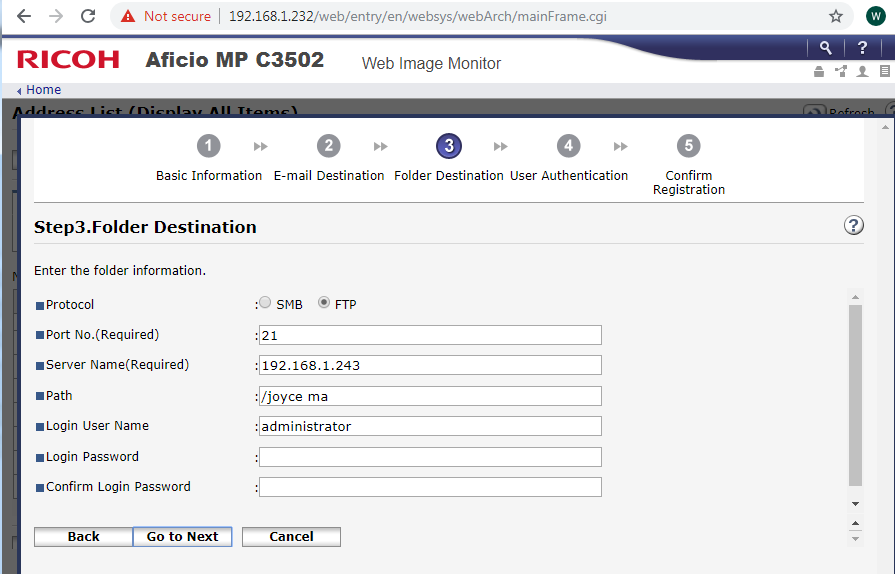 Not secure | 192.168.1.232/web/entry/en/websys/webArch/mainFrame.cgi
W
RICOH Aficio MP C3502 Web Image Monitor
?
Home
Address List (Display All Items)
Refresh
1 2 3 4 5
Basic Information E-mail Destination Folder Destination User Authentication Confirm Registration
Step3.Folder Destination
?
Enter the folder information.
Protocol : SMB FTP
Port No.(Required) : 21
Server Name(Required) : 192.168.1.243
Path : /joyce ma
Login User Name : administrator
Login Password :
Confirm Login Password :
Back Go to Next Cancel